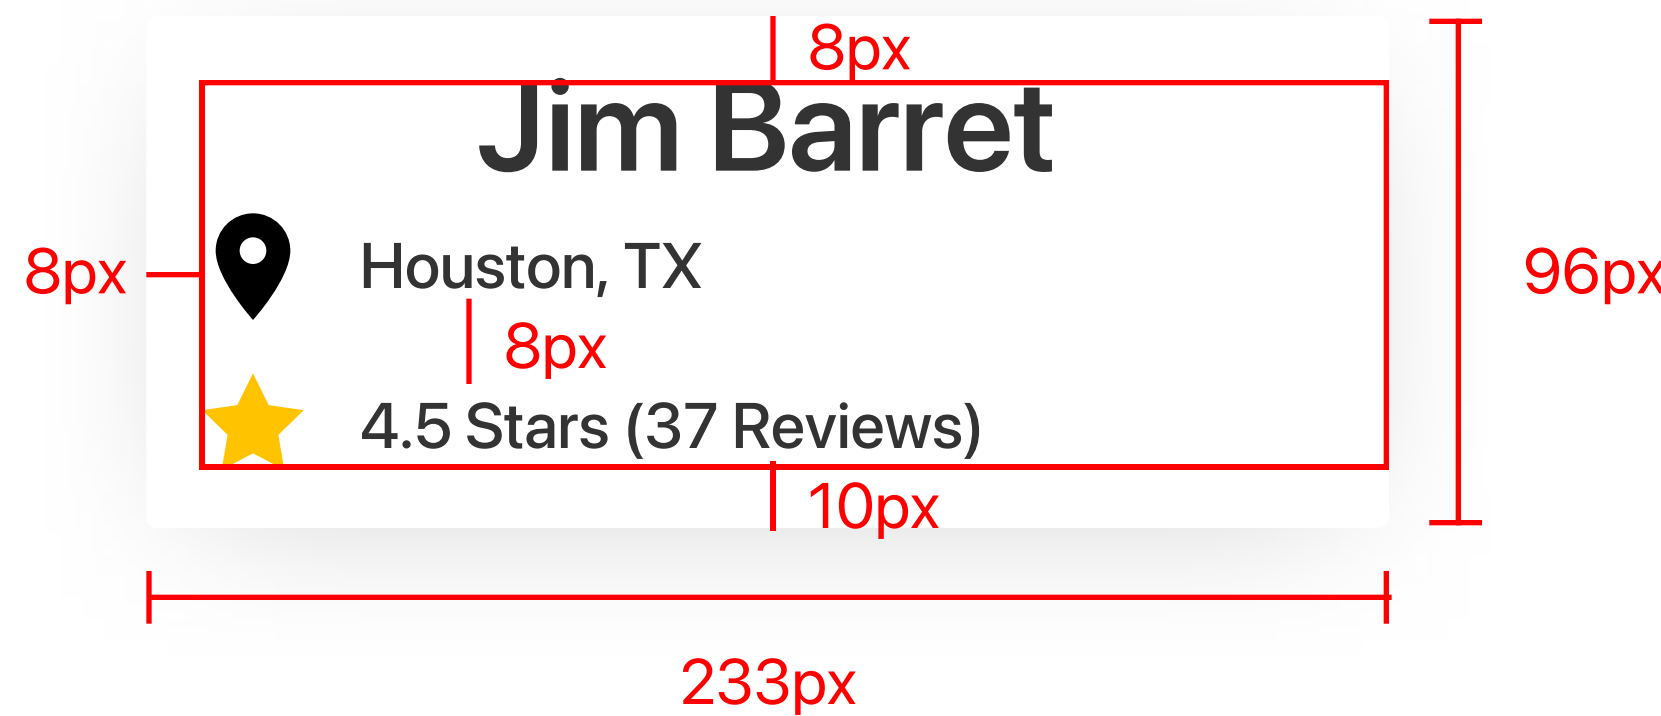 8px
Jim Barret
8px
Houston, TX
96px
8px
4.5 Stars (37 Reviews)
10px
233px